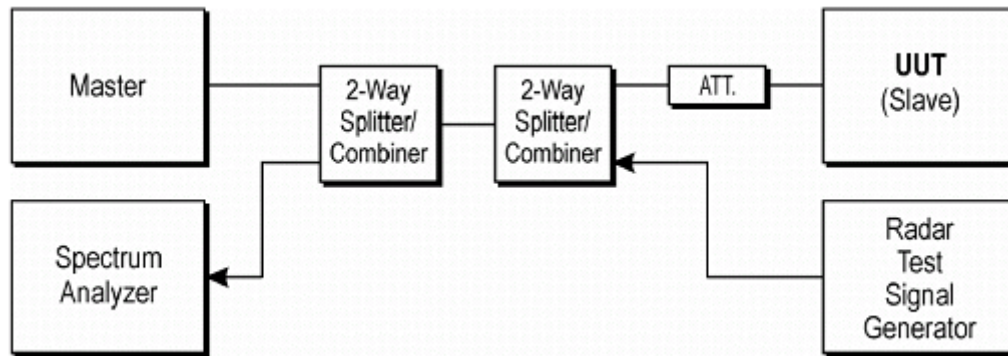 Master
2-Way
Splitter/
Combiner
2-Way
Splitter/
Combiner
ATT.
UUT
(Slave)
Spectrum
Analyzer
Radar
Test
Signal
Generator